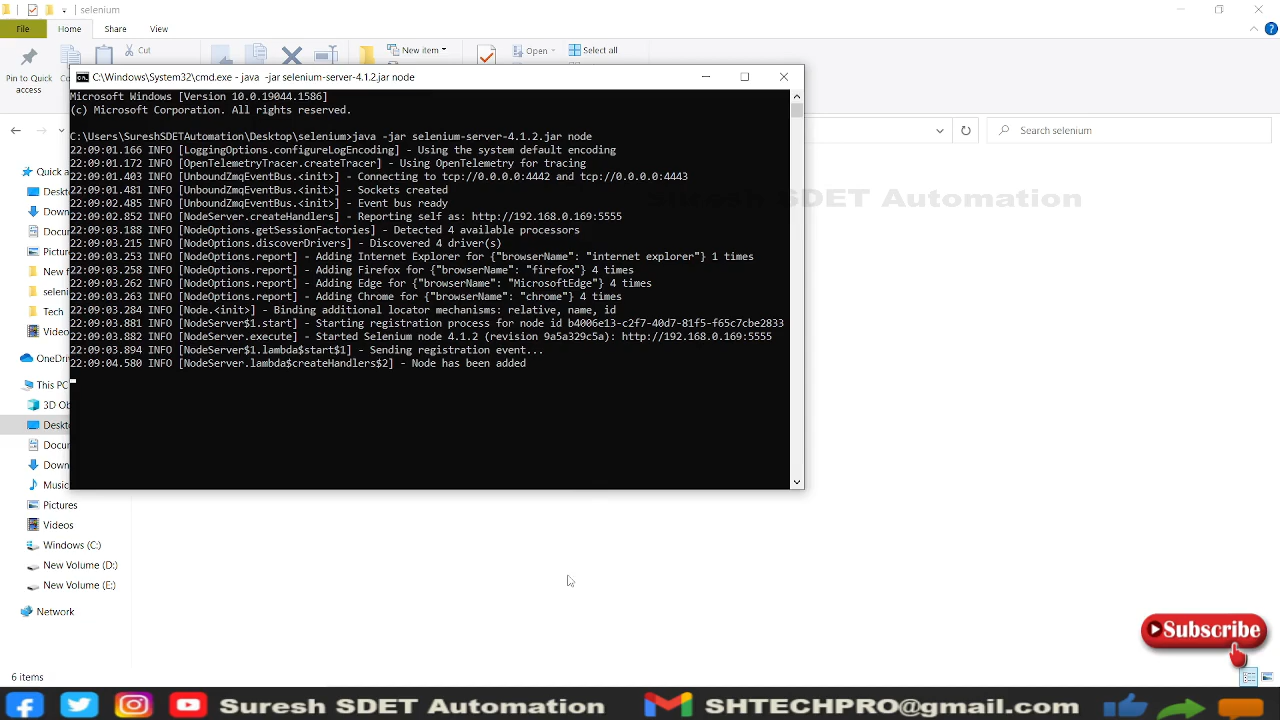 selenium
File
Home
Share
View
Pin to Quick access
Cut
New item
Open
Select all
C:\Windows\System32\cmd.exe - java -jar selenium-server-4.1.2.jar node
Microsoft Windows [Version 10.0.19044.1586]
(c) Microsoft Corporation. All rights reserved.
C:\Users\SureshSDETAutomation\Desktop\selenium>java -jar selenium-server-4.1.2.jar node
22:09:01.166 INFO [LoggingOptions.configureLogEncoding] - Using the system default encoding
22:09:01.172 INFO [OpenTelemetryTracer.createTracer] - Using OpenTelemetry for tracing
22:09:01.403 INFO [UnboundZmqEventBus.<init>] - Connecting to tcp://0.0.0.0:4442 and tcp://0.0.0.0:4443
22:09:01.481 INFO [UnboundZmqEventBus.<init>] - Sockets created
22:09:02.485 INFO [UnboundZmqEventBus.<init>] - Event bus ready
22:09:02.852 INFO [NodeServer.createHandlers] - Reporting self as: http://192.168.0.169:5555
22:09:03.188 INFO [NodeOptions.getSessionFactories] - Detected 4 available processors
22:09:03.215 INFO [NodeOptions.discoverDrivers] - Discovered 4 driver(s)
22:09:03.253 INFO [NodeOptions.report] - Adding Internet Explorer for {"browserName": "internet explorer"} 1 times
22:09:03.258 INFO [NodeOptions.report] - Adding Firefox for {"browserName": "firefox"} 4 times
22:09:03.262 INFO [NodeOptions.report] - Adding Edge for {"browserName": "MicrosoftEdge"} 4 times
22:09:03.263 INFO [NodeOptions.report] - Adding Chrome for {"browserName": "chrome"} 4 times
22:09:03.284 INFO [Node.<init>] - Binding additional locator mechanisms: relative, name, id
22:09:03.881 INFO [NodeServer$1.start] - Starting registration process for node id b4006e13-c2f7-40d7-81f5-f65c7cbe2833
22:09:03.882 INFO [NodeServer.execute] - Started Selenium node 4.1.2 (revision 9a5a329c5a): http://192.168.0.169:5555
22:09:03.894 INFO [NodeServer$1.lambda$start$1] - Sending registration event...
22:09:04.580 INFO [NodeServer.lambda$createHandlers$2] - Node has been added
Search selenium
Suresh SDET Automation
Quick a
Deskt
Down
Docum
Picture
New f
seleni
Tech
Video
OneDri
This PC
3D Ob
Deskto
Docu
Down
Music
Pictures
Videos
Windows (C:)
New Volume (D:)
New Volume (E:)
Network
6 items
Subscribe
Suresh SDET Automation
SHTECHPRO@gmail.com